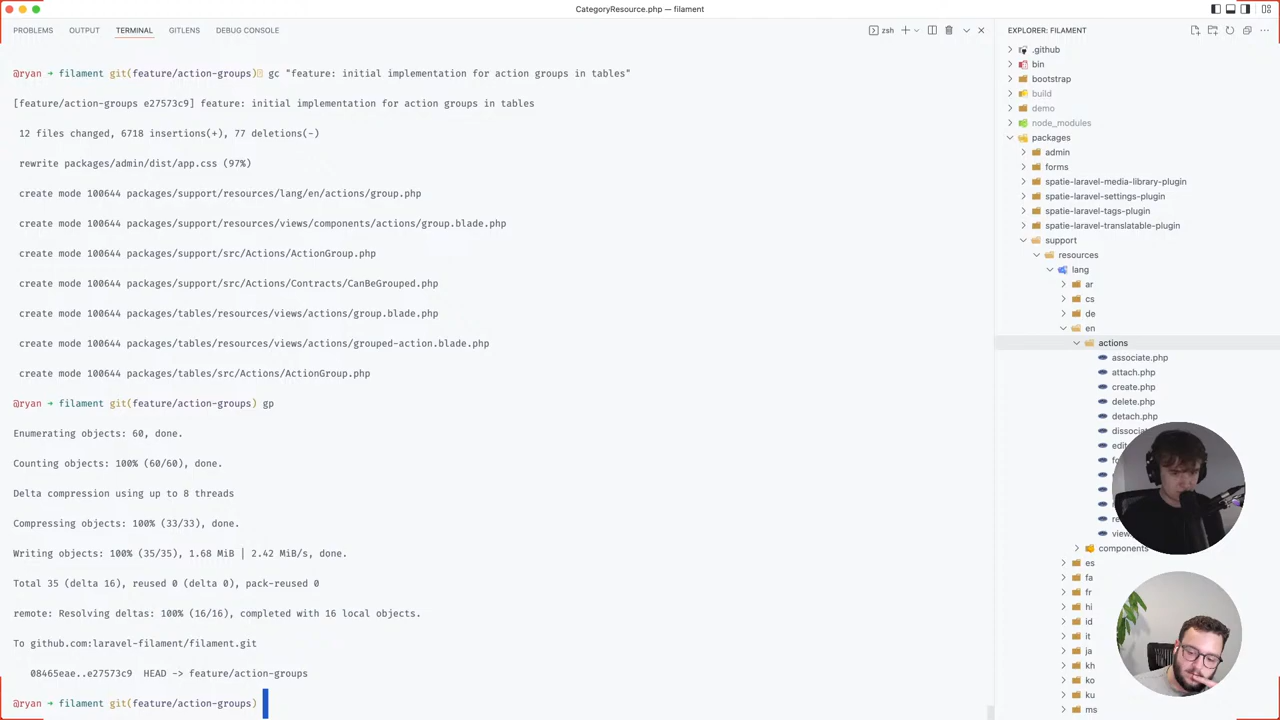 CategoryResource.php — filament
PROBLEMS OUTPUT TERMINAL GITLENS DEBUG CONSOLE
zsh
@ryan → filament git(feature/action-groups) gc "feature: initial implementation for action groups in tables"
[feature/action-groups e27573c9] feature: initial implementation for action groups in tables
12 files changed, 6718 insertions(+), 77 deletions(-)
rewrite packages/admin/dist/app.css (97%)
create mode 100644 packages/support/resources/lang/en/actions/group.php
create mode 100644 packages/support/resources/views/components/actions/group.blade.php
create mode 100644 packages/support/src/Actions/ActionGroup.php
create mode 100644 packages/support/src/Actions/Contracts/CanBeGrouped.php
create mode 100644 packages/tables/resources/views/actions/group.blade.php
create mode 100644 packages/tables/resources/views/actions/grouped-action.blade.php
create mode 100644 packages/tables/src/Actions/ActionGroup.php
@ryan → filament git(feature/action-groups) gp
Enumerating objects: 60, done.
Counting objects: 100% (60/60), done.
Delta compression using up to 8 threads
Compressing objects: 100% (33/33), done.
Writing objects: 100% (35/35), 1.68 MiB | 2.42 MiB/s, done.
Total 35 (delta 16), reused 0 (delta 0), pack-reused 0
remote: Resolving deltas: 100% (16/16), completed with 16 local objects.
To github.com:laravel-filament/filament.git
08465eae..e27573c9 HEAD -> feature/action-groups
@ryan → filament git(feature/action-groups)
EXPLORER: FILAMENT
.github
bin
bootstrap
build
demo
node_modules
packages
admin
forms
spatie-laravel-media-library-plugin
spatie-laravel-settings-plugin
spatie-laravel-tags-plugin
spatie-laravel-translatable-plugin
support
resources
lang
ar
cs
de
en
actions
associate.php
attach.php
create.php
delete.php
detach.php
components
es
fa
fr
hi
id
it
ja
kh
ko
ku
ms